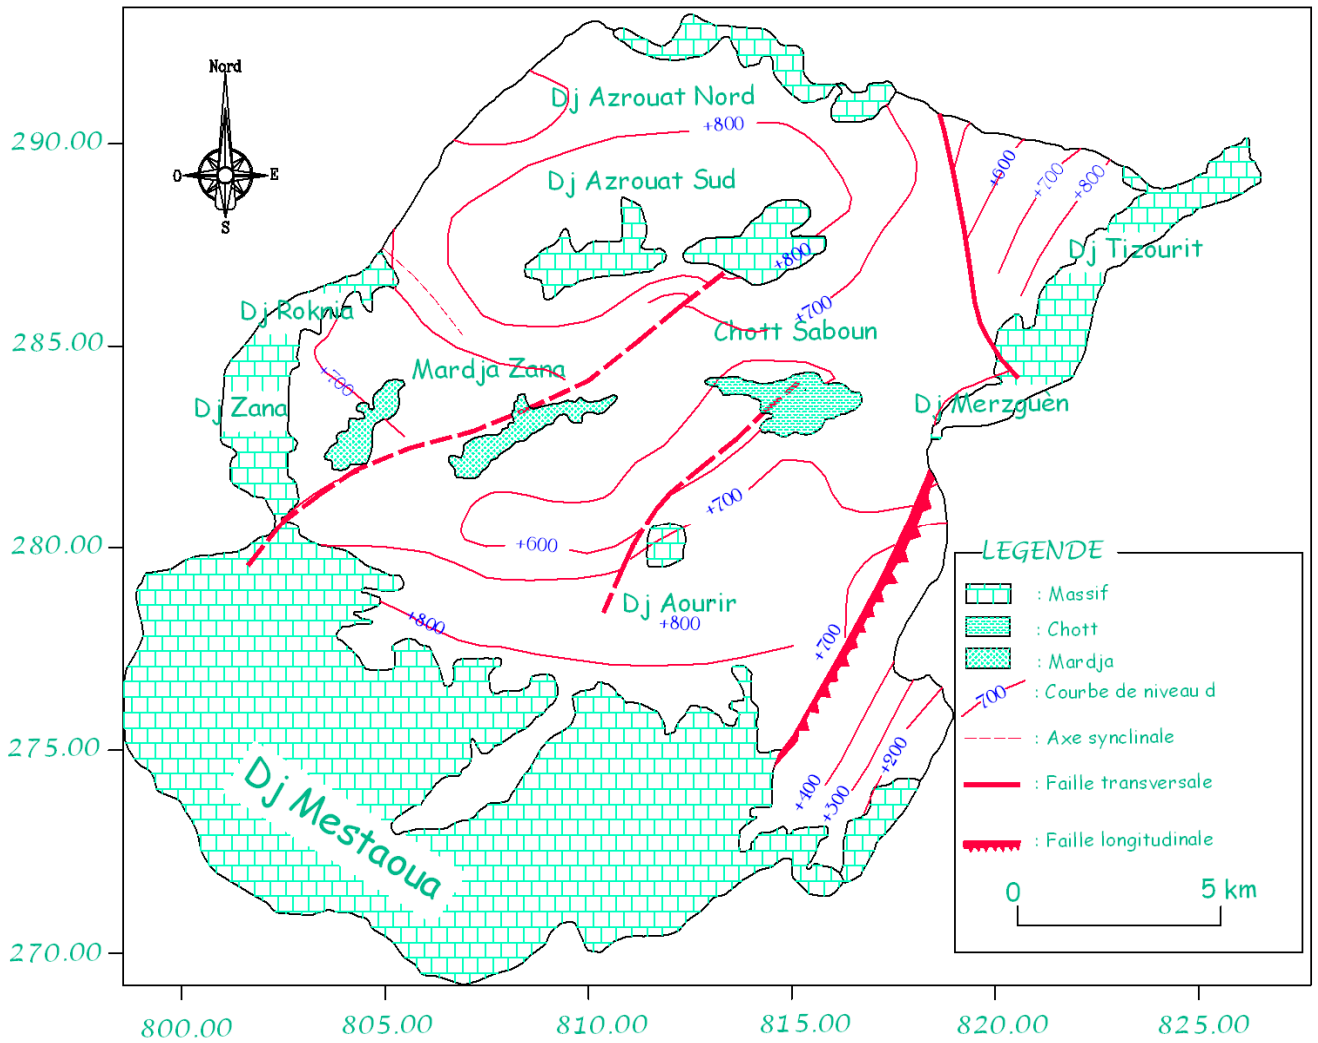 Nord
O
E
S
Dj Azrouat Nord
+800
290.00
+600
+700
+800
Dj Azrouat Sud
Dj Tizourit
+800
+700
Dj Roknia
285.00
Chott Saboun
Mardja Zana
+700
Dj Zana
Dj Merzguèn
+700
280.00
+600
LEGENDE
: Massif
Dj Aourir
+800
+800
: Chott
+700
: Mardja
700
: Courbe de niveau d
275.00
: Axe synclinale
+200
Dj Mestaoua
+400
+300
: Faille transversale
: Faille longitudinale
0
5 km
270.00
800.00
805.00
810.00
815.00
820.00
825.00